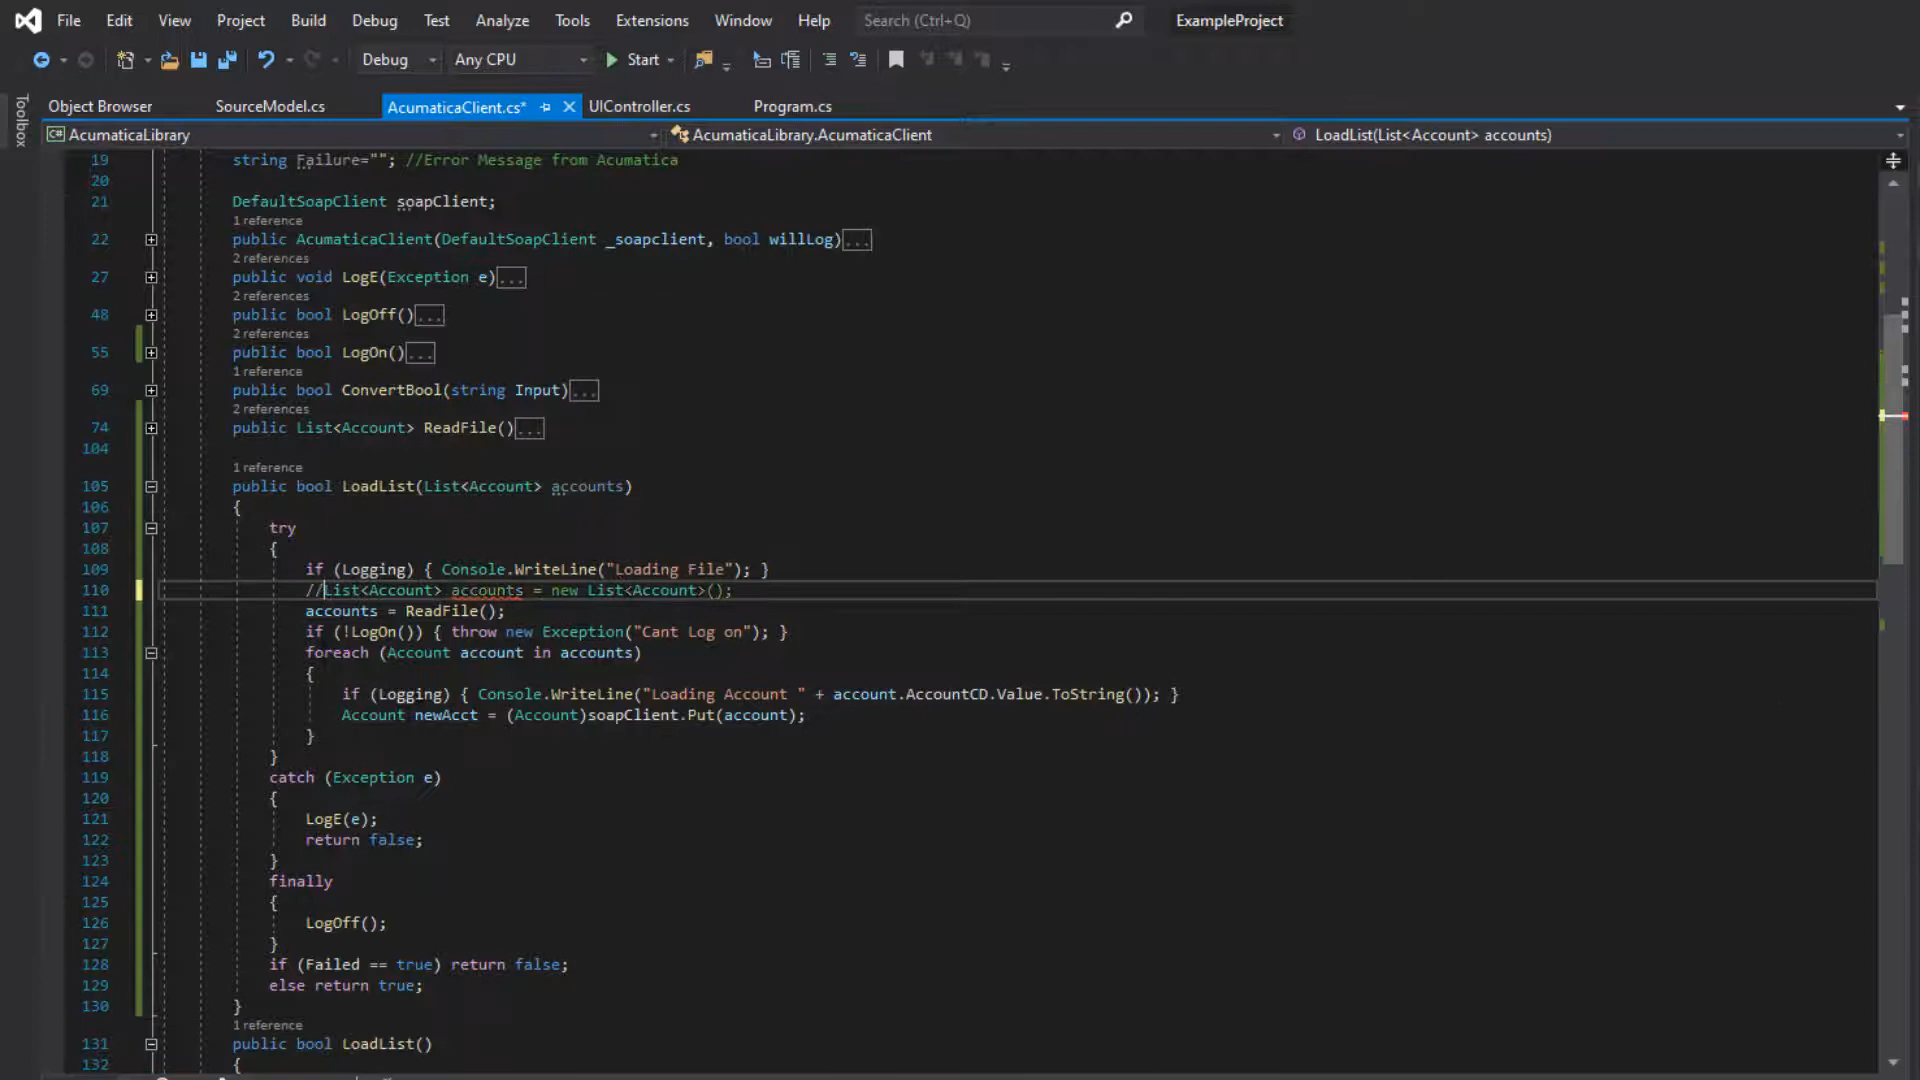 File Edit View Project Build Debug Test Analyze Tools Extensions Window Help Search (Ctrl+Q) ExampleProject
Debug Any CPU Start
Toolbox
Object Browser SourceModel.cs AcumaticaClient.cs* UIController.cs Program.cs
C# AcumaticaLibrary AcumaticaLibrary.AcumaticaClient LoadList(List<Account> accounts)
19 string Failure=""; //Error Message from Acumatica
20
21 DefaultSoapClient soapClient;
1 reference
22 public AcumaticaClient(DefaultSoapClient _soapclient, bool willLog)...
2 references
27 public void LogE(Exception e)...
2 references
48 public bool LogOff()...
2 references
55 public bool LogOn()...
1 reference
69 public bool ConvertBool(string Input)...
2 references
74 public List<Account> ReadFile()...
104
1 reference
105 public bool LoadList(List<Account> accounts)
106 {
107 try
108 {
109 if (Logging) { Console.WriteLine("Loading File"); }
110 //List<Account> accounts = new List<Account>();
111 accounts = ReadFile();
112 if (!LogOn()) { throw new Exception("Cant Log on"); }
113 foreach (Account account in accounts)
114 {
115 if (Logging) { Console.WriteLine("Loading Account " + account.AccountCD.Value.ToString()); }
116 Account newAcct = (Account)soapClient.Put(account);
117 }
118 }
119 catch (Exception e)
120 {
121 LogE(e);
122 return false;
123 }
124 finally
125 {
126 LogOff();
127 }
128 if (Failed == true) return false;
129 else return true;
130 }
1 reference
131 public bool LoadList()
132 {